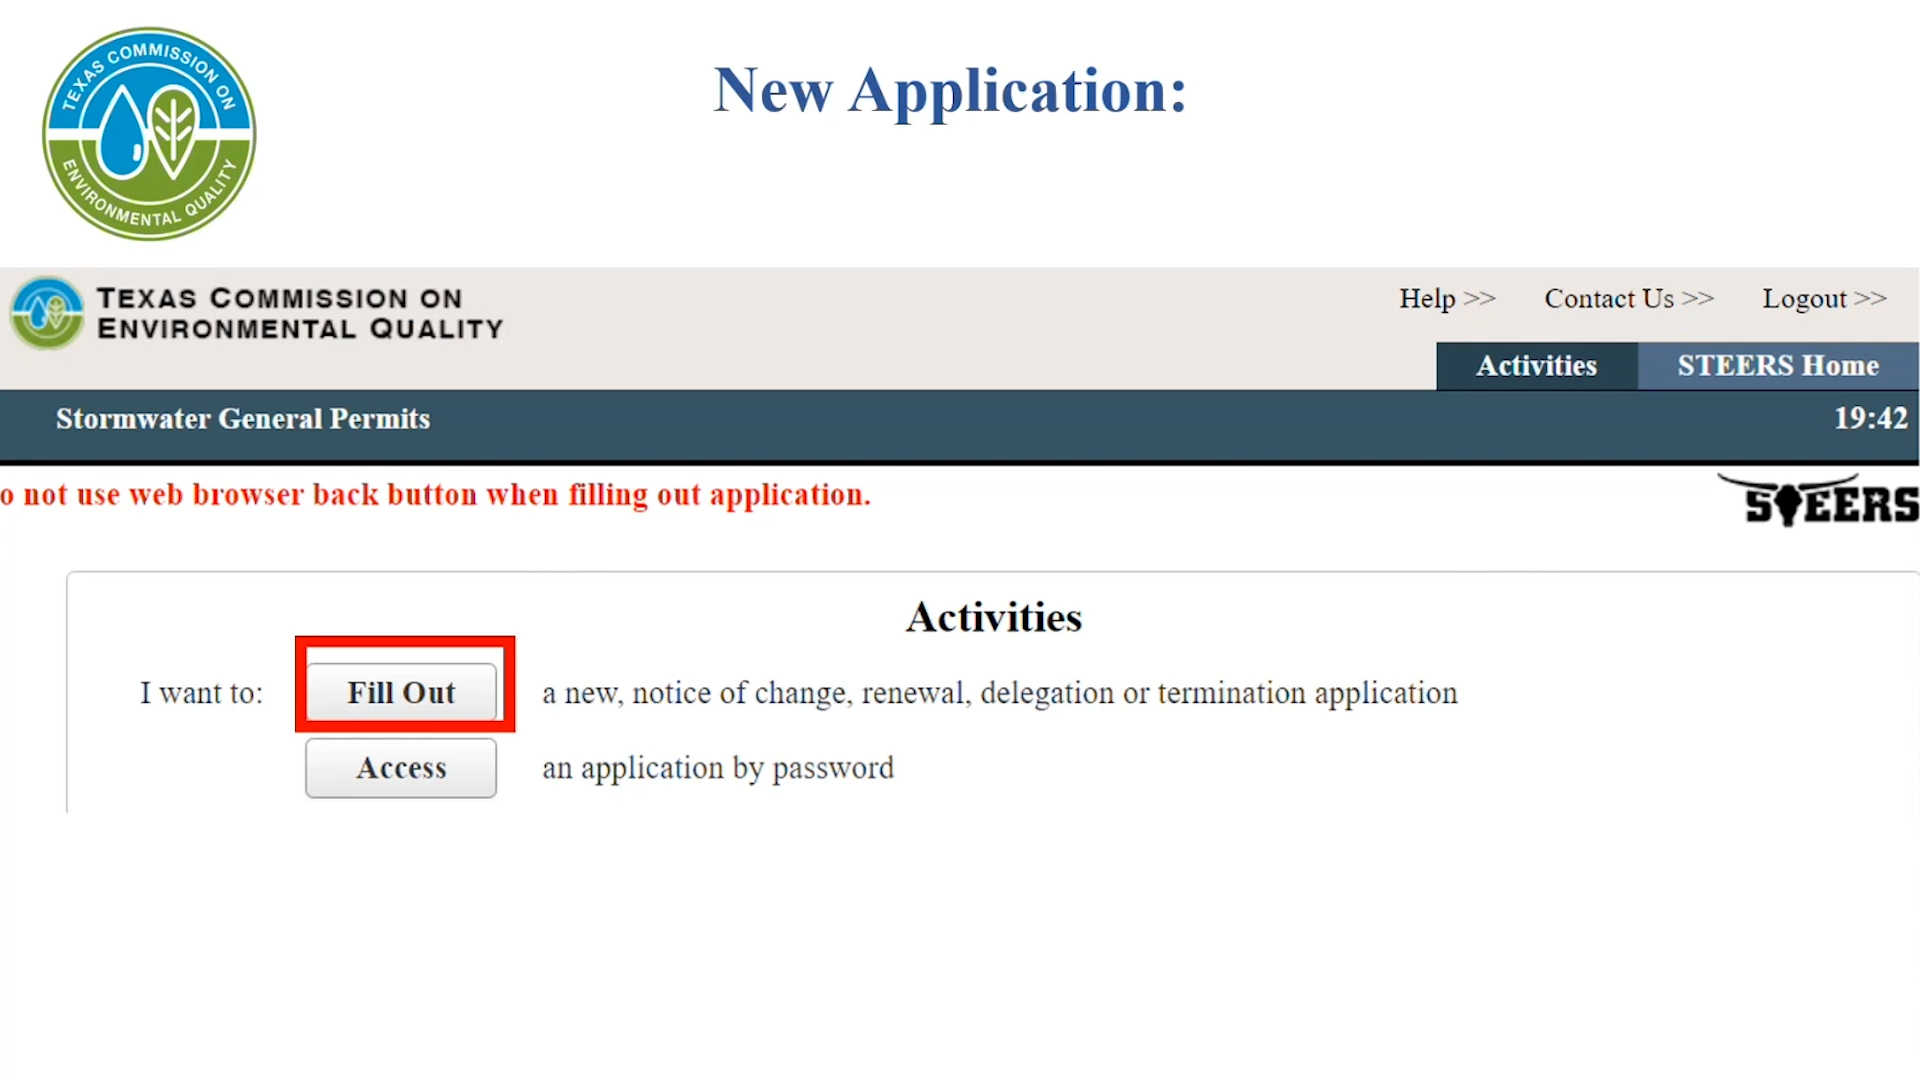 TEXAS COMMISSION ON
ENVIRONMENTAL QUALITY
New Application:
TEXAS COMMISSION ON
ENVIRONMENTAL QUALITY
Help >> Contact Us >> Logout >>
Activities STEERS Home
Stormwater General Permits 19:42
o not use web browser back button when filling out application.
STEERS
Activities
I want to: Fill Out a new, notice of change, renewal, delegation or termination application
Access an application by password